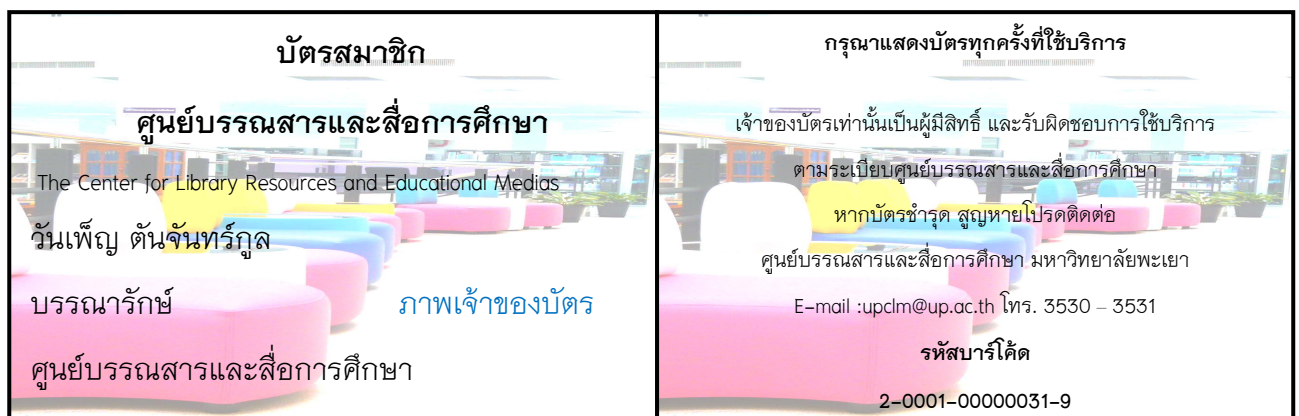 บัตรสมาชิก
ศูนย์บรรณสารและสื่อการศึกษา
The Center for Library Resources and Educational Medias
วันเพ็ญ ตันจันทร์กูล
บรรณารักษ์
ภาพเจ้าของบัตร
ศูนย์บรรณสารและสื่อการศึกษา
กรุณาแสดงบัตรทุกครั้งที่ใช้บริการ
เจ้าของบัตรเท่านั้นเป็นผู้มีสิทธิ์ และรับผิดชอบการใช้บริการ
ตามระเบียบศูนย์บรรณสารและสื่อการศึกษา
หากบัตรชำรุด สูญหายโปรดติดต่อ
ศูนย์บรรณสารและสื่อการศึกษา มหาวิทยาลัยพะเยา
E-mail :upclm@up.ac.th โทร. 3530 – 3531
รหัสบาร์โค้ด
2-0001-00000031-9